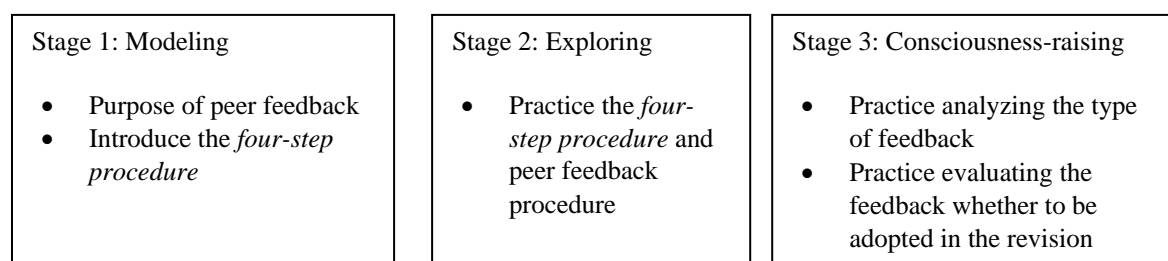 Stage 1: Modeling
• Purpose of peer feedback
• Introduce the four-step
procedure
Stage 2: Exploring
• Practice the four-
step procedure and
peer feedback
procedure
Stage 3: Consciousness-raising
• Practice analyzing the type
of feedback
• Practice evaluating the
feedback whether to be
adopted in the revision